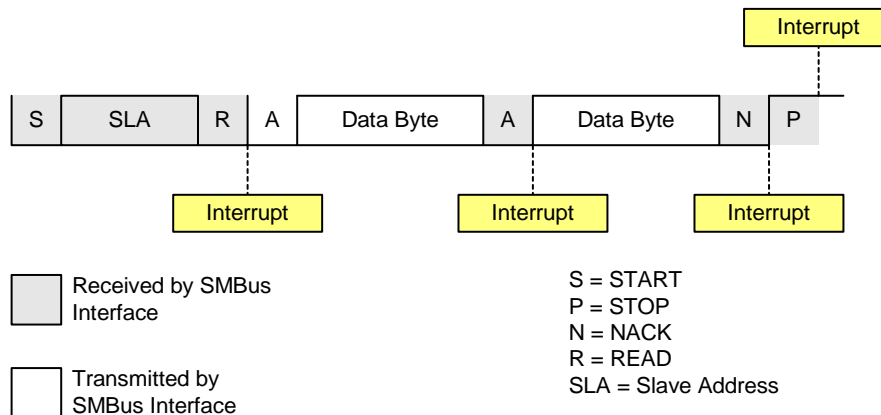 Interrupt
S SLA R A Data Byte A Data Byte N P
Interrupt Interrupt Interrupt
Received by SMBus
Interface
Transmitted by
SMBus Interface
S = START
P = STOP
N = NACK
R = READ
SLA = Slave Address